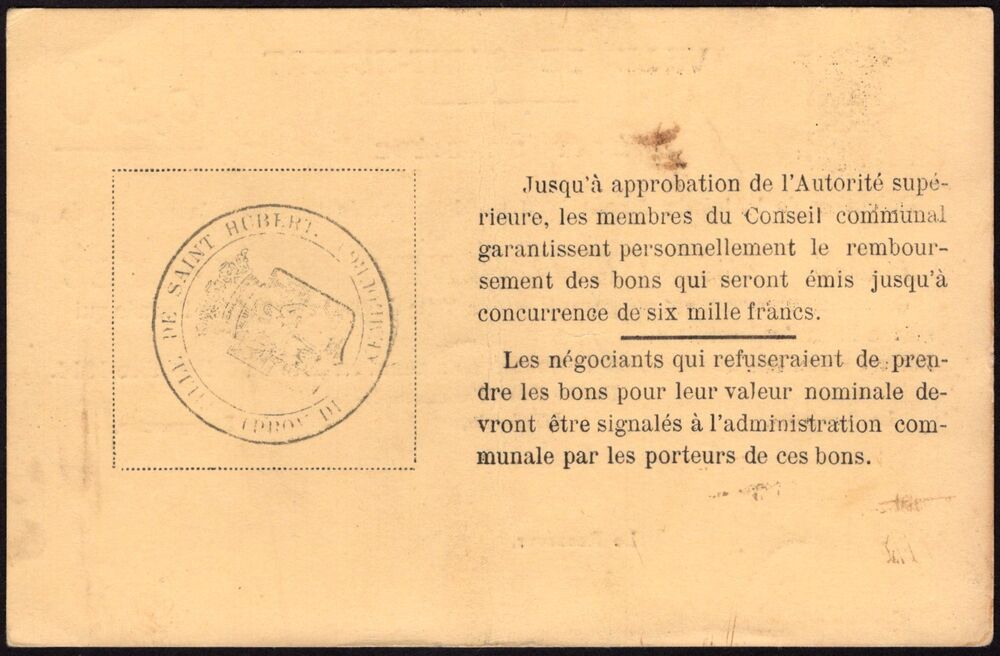 DE SAINT HUBERT.
Jusqu'à approbation de l'Autorité supé-
rieure, les membres du Conseil communal
garantissent personnellement le rembour-
sement des bons qui seront émis jusqu'à
concurrence de six mille francs.
Les négociants qui refuseraient de pren-
dre les bons pour leur valeur nominale de-
vront être signalés à l'administration com-
munale par les porteurs de ces bons.